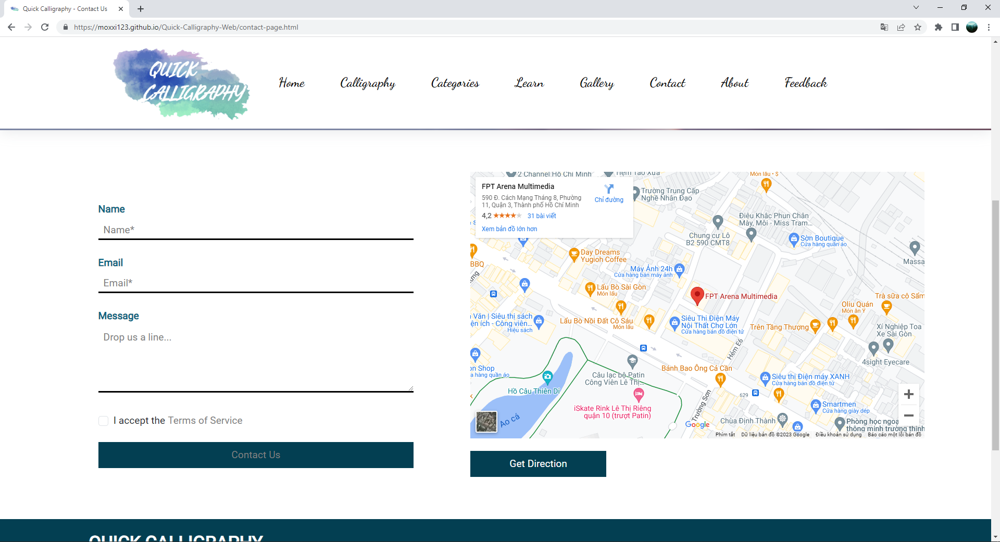 Quick Calligraphy - Contact Us
https://moxxi123.github.io/Quick-Calligraphy-Web/contact-page.html
QUICK
CALLIGRAPHY
Home
Calligraphy
Categories
Learn
Gallery
Contact
About
Feedback
Name
Name*
Email
Email*
Message
Drop us a line...
I accept the Terms of Service
Contact Us
2 Channel Hồ Chí Minh
Tiệm Tạo Xưa
Món lẩu • $
FPT Arena Multimedia
590 Đ. Cách Mạng Tháng 8, Phường
11, Quận 3, Thành phố Hồ Chí Minh
4,2
31 bài viết
Xem bản đồ lớn hơn
Chỉ đường
Trường Trung Cấp
Nghề Nhân Đạo
Điêu Khắc Phun Chân
Mày, Môi - Miss Tram...
Chung cư Lô
B2 590 CMT8
Sờn Boutique
Cửa hàng quần áo
Massa
BBQ
Day Dreams
Yugioh Coffee
Máy Ảnh 24h
Cửa hàng bán máy ảnh
Lẩu Bò Sài Gòn
Món lẩu
FPT Arena Multimedia
Trà sữa cô Sẩm
Oliu Quán
Món ăn Ý
Văn | Siêu thị sách
ện ích - Công viên...
Hiệu sách
Lẩu Bò Nồi Đất Cô Sáu
Món lẩu
Siêu Thị Điện Máy
Nội Thất Chợ Lớn
Cửa hàng bán đồ điện tử
Trên Tầng Thượng
Xí Nghiệp Toa
Xe Sài Gòn
Hẻm E6
4sight Eyecare
on Shop
a hàng quần áo
Bánh Bao Ông Cả Cần
Câu lạc bộ Patin
Công Viên Lê Thị...
Siêu thị Điện máy XANH
Cửa hàng bán đồ điện tử
Hồ Câu Thiên Di
629
iSkate Rink Lê Thị Riêng
quận 10 (trượt Patin)
Trường Sơn
Smartmen
Cửa hàng giày dép
Ao cá
Chùa Định Thành
Phòng học ngoạ
thông minh trường thịnh
Google
Phím tắt
Dữ liệu bản đồ ©2023 Google
Điều khoản sử dụng
Báo cáo một lỗi bản đồ
Get Direction
QUICK CALLIGRAPHY